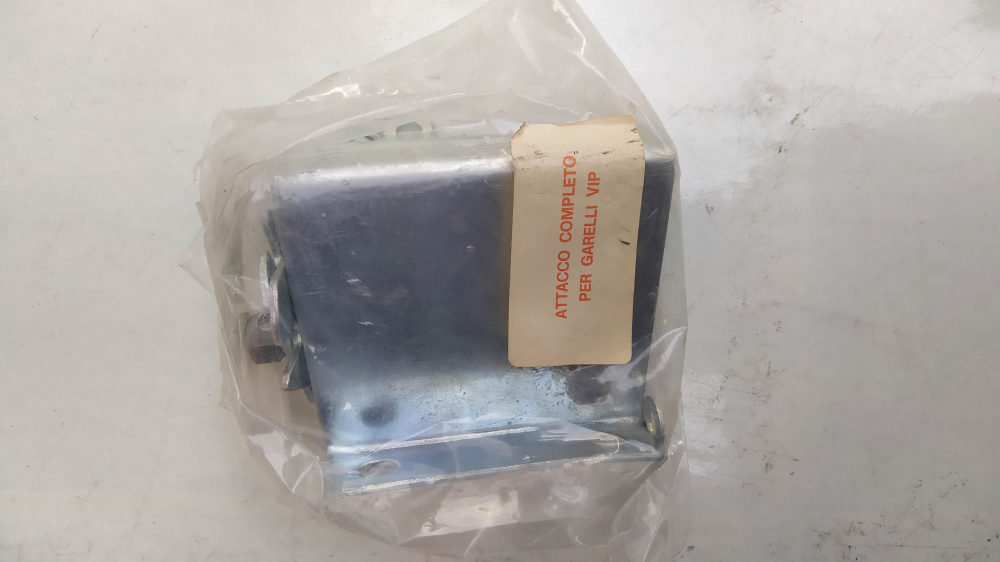 ATTACCO COMPLETO
PER GARELLI VIP